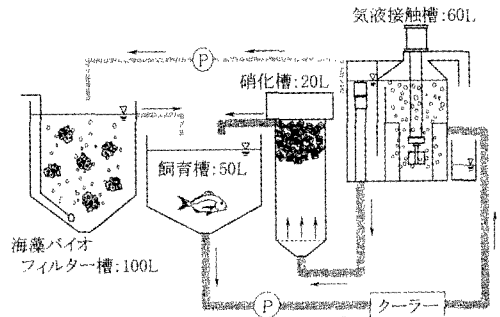 気液接触槽:60L
P
硝化槽:20L
飼育槽:50L
海藻バイオ
フィルター槽:100L
P
クーラー